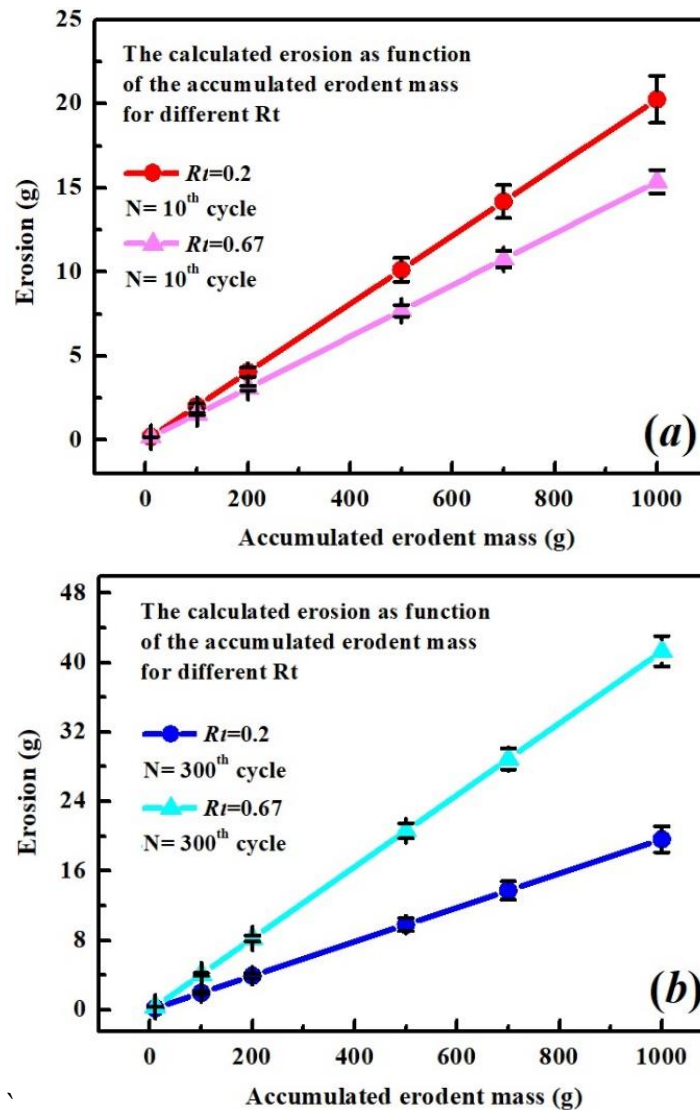 25
20
15
10
5
0
Erosion (g)
The calculated erosion as function
of the accumulated erodent mass
for different Rt
Rt=0.2
N= 10th cycle
Rt=0.67
N= 10th cycle
(a)
0 200 400 600 800 1000
Accumulated erodent mass (g)
48
40
32
24
16
8
0
Erosion (g)
The calculated erosion as function
of the accumulated erodent mass
for different Rt
Rt=0.2
N= 300th cycle
Rt=0.67
N= 300th cycle
(b)
0 200 400 600 800 1000
Accumulated erodent mass (g)
`